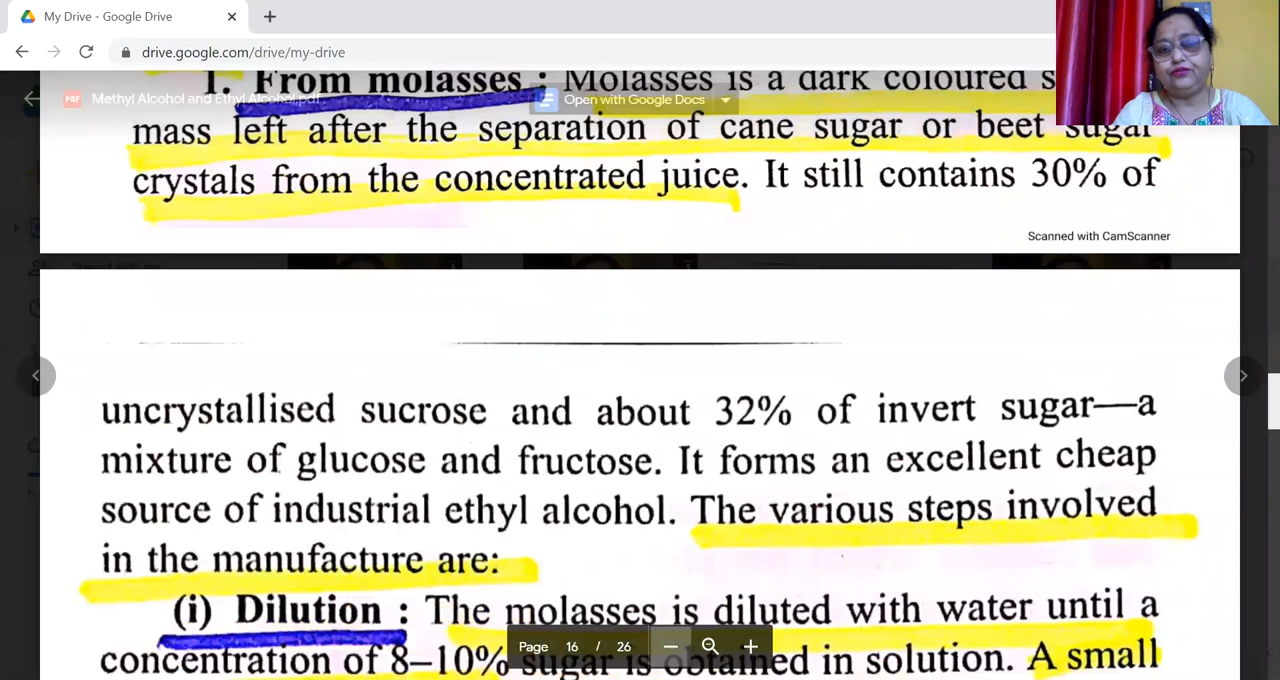 My Drive - Google Drive
drive.google.com/drive/my-drive
1. From molasses : Molasses is a dark coloured
PDF Methyl Alcohol and Ethyl Alcohol.pdf
Open with Google Docs
mass left after the separation of cane sugar or beet sugar
crystals from the concentrated juice. It still contains 30% of
Scanned with CamScanner
uncrystallised sucrose and about 32% of invert sugar—a
mixture of glucose and fructose. It forms an excellent cheap
source of industrial ethyl alcohol. The various steps involved
in the manufacture are:
(i) Dilution : The molasses is diluted with water until a
Page 16 / 26
concentration of 8–10% sugar is obtained in solution. A small